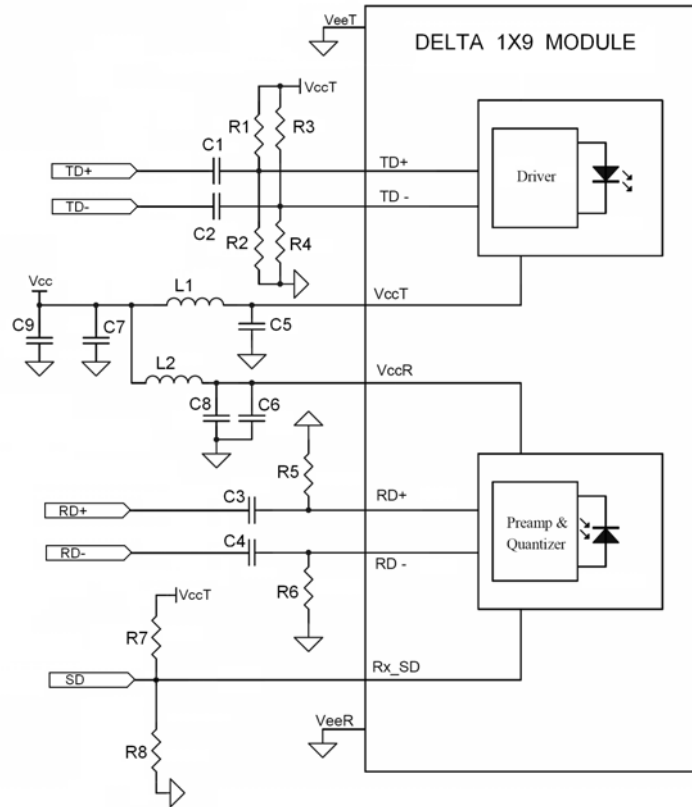 VeeT
DELTA 1X9 MODULE
VccT
R1
R3
C1
TD+
TD+
Driver
TD-
TD -
C2
R2
R4
Vcc
L1
VccT
C9
C7
C5
L2
VccR
C8
C6
R5
C3
RD+
RD+
Preamp &
Quantizer
C4
RD-
RD -
R6
VccT
R7
Rx_SD
SD
VeeR
R8